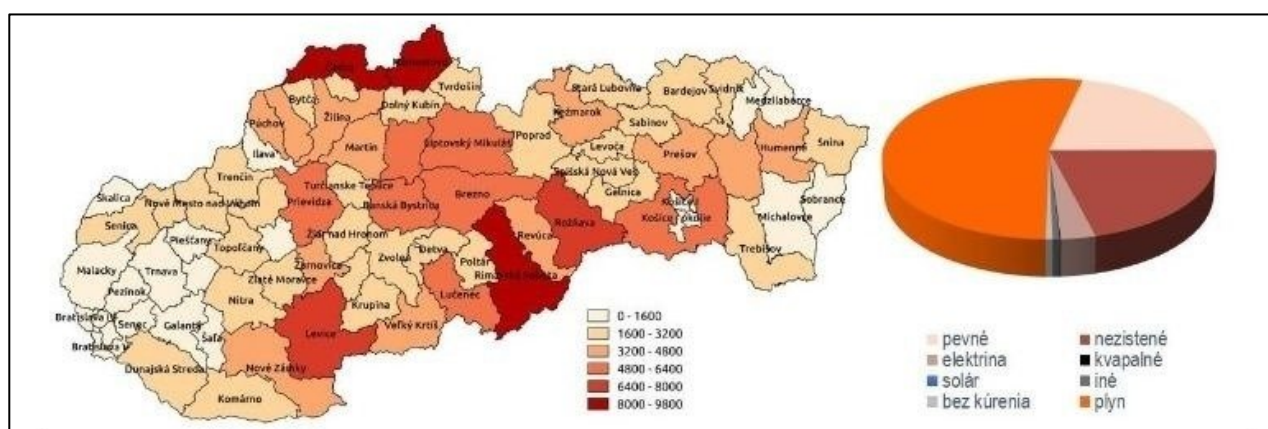 Čadca
Námestovo
Tvrdošín
Bytča
Dolný Kubín
Stará Ľubovňa
Bardejov
Svidník
Medzilaborce
Púchov
Žilina
Kežmarok
Sabinov
Ilava
Martin
Liptovský Mikuláš
Poprad
Levoča
Prešov
Humenné
Snina
Trenčín
Turčianske Teplice
Spišská Nová Ves
Gelnica
Skalica
Nové Mesto nad Váhom
Prievidza
Banská Bystrica
Brezno
Košice I
Sobrance
Senica
Rožňava
Košice - okolie
Michalovce
Piešťany
Topoľčany
Žiar nad Hronom
Revúca
Detva
Zvolen
Poltár
Trebišov
Malacky
Trnava
Žarnovica
Rimavská Sobota
Zlaté Moravce
Pezinok
Nitra
Krupina
Lučenec
Bratislava
Senec
Galanta
Šaľa
Levice
Veľký Krtíš
Bratislava V
Dunajská Streda
Nové Zámky
Komárno
0 - 1600
1600 - 3200
3200 - 4800
4800 - 6400
6400 - 8000
8000 - 9800
pevné
nezistené
elektrina
kvapalné
solár
iné
bez kúrenia
plyn